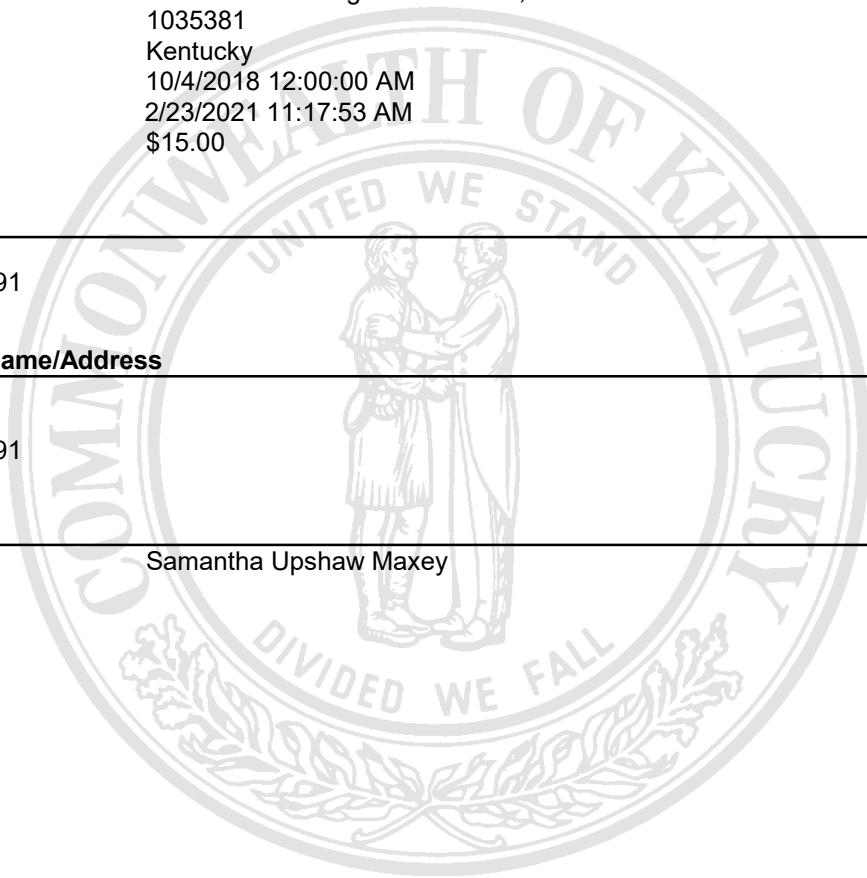 1035381
Kentucky
10/4/2018 12:00:00 AM
2/23/2021 11:17:53 AM
$15.00
91
ame/Address
91
Samantha Upshaw Maxey
COMMONWEALTH OF KENTUCKY
UNITED WE STAND
DIVIDED WE FALL